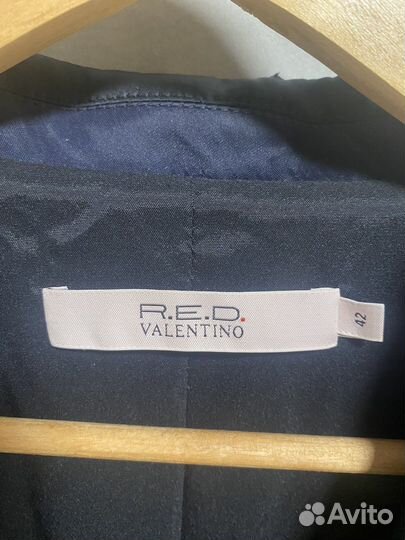 R.E.D.
VALENTINO
42
Avito